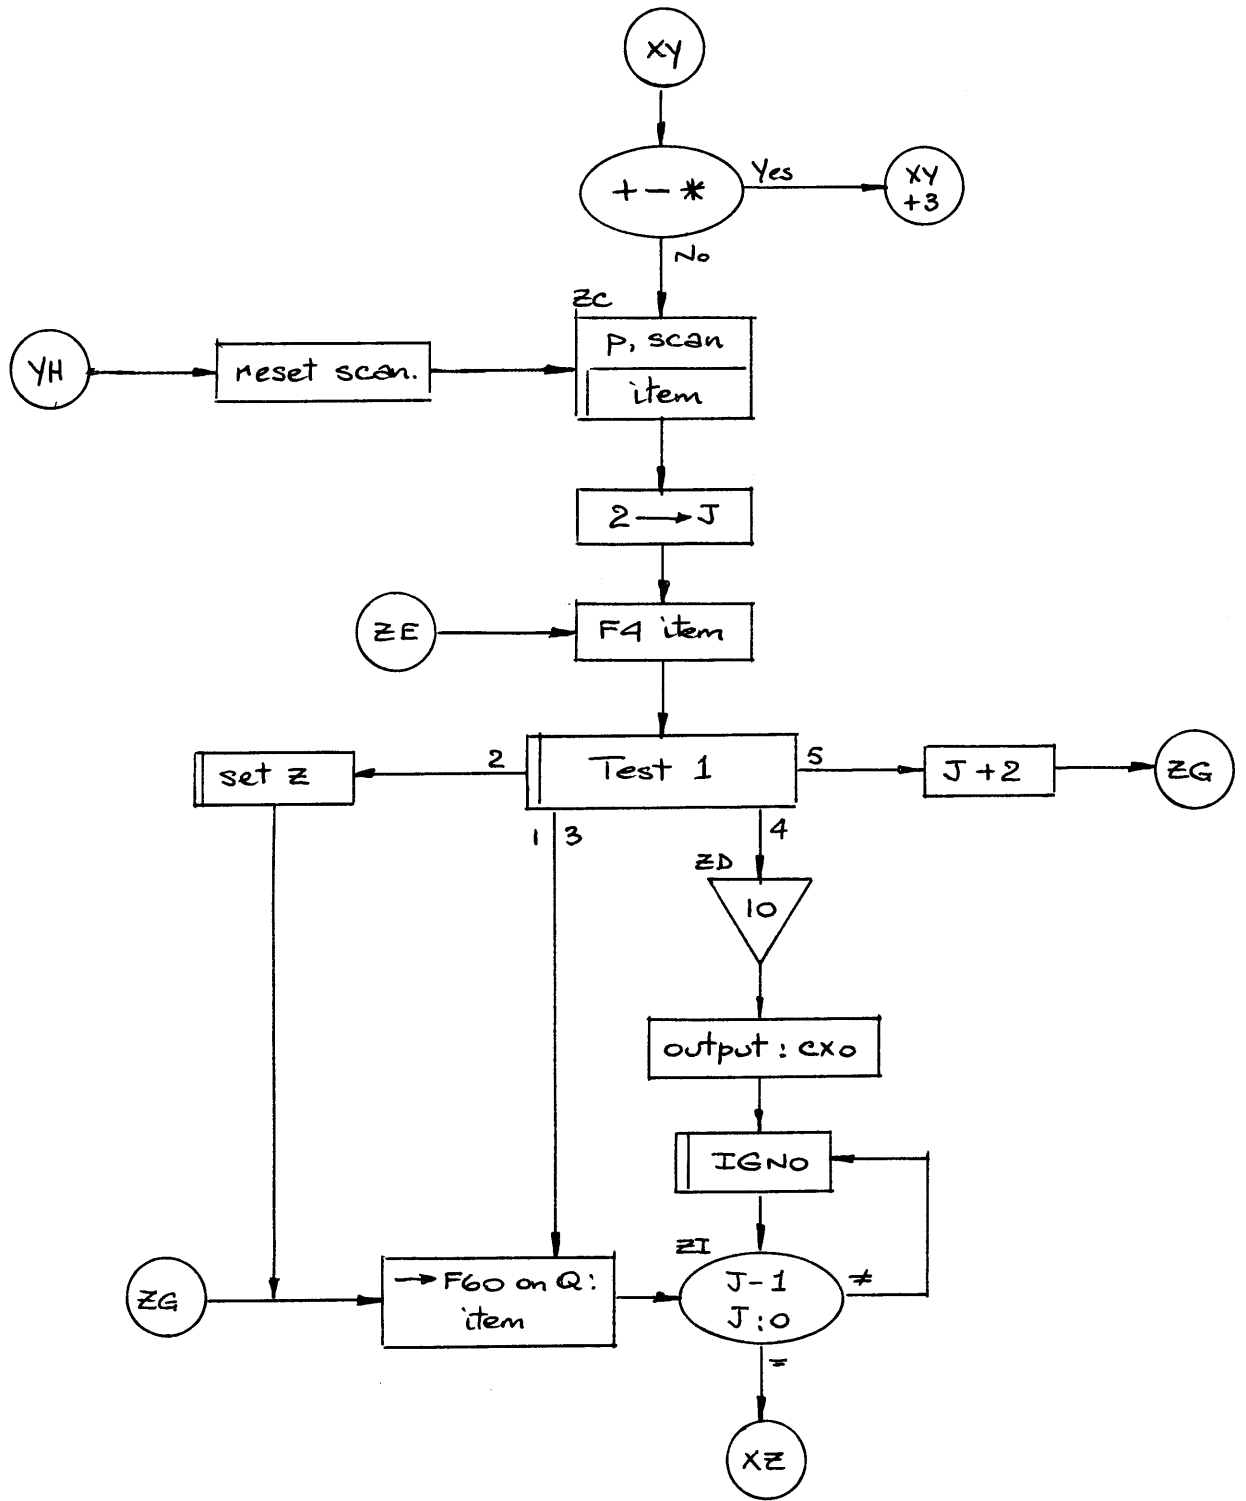 XY
+ - *
Yes
XY
+3
No
ZC
P, scan
item
YH
reset scan.
2 → J
ZE
F4 item
set z
2
Test 1
5
J+2
ZG
1
3
4
ZD
10
output: cxo
IGNO
ZG
→ F60 on Q:
item
ZI
J-1
J:0
≠
=
XZ